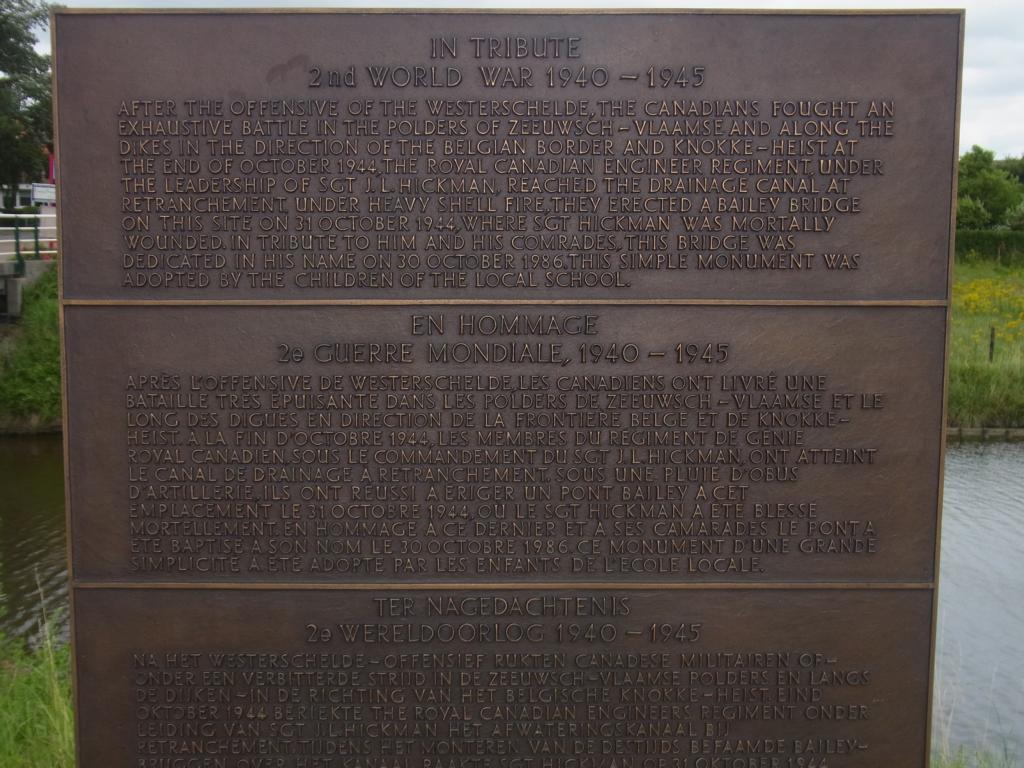 IN TRIBUTE
2nd WORLD WAR 1940 – 1945
AFTER THE OFFENSIVE OF THE WESTERSCHELDE, THE CANADIANS FOUGHT AN
EXHAUSTIVE BATTLE IN THE POLDERS OF ZEEUWSCH – VLAAMSE AND ALONG THE
DIKES IN THE DIRECTION OF THE BELGIAN BORDER AND KNOKKE – HEIST. AT
THE END OF OCTOBER 1944, THE ROYAL CANADIAN ENGINEER REGIMENT, UNDER
THE LEADERSHIP OF SGT J.L. HICKMAN, REACHED THE DRAINAGE CANAL AT
RETRANCHEMENT. UNDER HEAVY SHELL FIRE, THEY ERECTED A BAILEY BRIDGE
ON THIS SITE ON 31 OCTOBER 1944, WHERE SGT HICKMAN WAS MORTALLY
WOUNDED. IN TRIBUTE TO HIM AND HIS COMRADES, THIS BRIDGE WAS
DEDICATED IN HIS NAME ON 30 OCTOBER 1986. THIS SIMPLE MONUMENT WAS
ADOPTED BY THE CHILDREN OF THE LOCAL SCHOOL.
EN HOMMAGE
2e GUERRE MONDIALE, 1940 – 1945
APRÈS L'OFFENSIVE DE WESTERSCHELDE, LES CANADIENS ONT LIVRÉ UNE
BATAILLE TRÈS ÉPUISANTE DANS LES POLDERS DE ZEEUWSCH – VLAAMSE ET LE
LONG DES DIGUES EN DIRECTION DE LA FRONTIÈRE BELGE ET DE KNOKKE –
HEIST. À LA FIN D'OCTOBRE 1944, LES MEMBRES DU RÉGIMENT DE GÉNIE
ROYAL CANADIEN, SOUS LE COMMANDEMENT DU SGT J.L. HICKMAN, ONT ATTEINT
LE CANAL DE DRAINAGE À RETRANCHEMENT. SOUS UNE PLUIE D'OBUS
D'ARTILLERIE, ILS ONT RÉUSSI À ÉRIGER UN PONT BAILEY À CET
EMPLACEMENT LE 31 OCTOBRE 1944, OÙ LE SGT HICKMAN A ÉTÉ BLESSÉ
MORTELLEMENT. EN HOMMAGE À CE DERNIER ET À SES CAMARADES LE PONT A
ÉTÉ BAPTISÉ À SON NOM LE 30 OCTOBRE 1986. CE MONUMENT D'UNE GRANDE
SIMPLICITÉ A ÉTÉ ADOPTÉ PAR LES ENFANTS DE L'ÉCOLE LOCALE.
TER NAGEDACHTENIS
2e WERELDOORLOG 1940 – 1945
NA HET WESTERSCHELDE – OFFENSIEF RUKTEN CANADESE MILITAIREN OP –
ONDER EEN VERBITTERDE STRIJD IN DE ZEEUWSCH – VLAAMSE POLDERS EN LANGS
DE DIJKEN – IN DE RICHTING VAN HET BELGISCHE KNOKKE – HEIST. EIND
OKTOBER 1944 BEREIKTE THE ROYAL CANADIAN ENGINEERS REGIMENT ONDER
LEIDING VAN SGT J.L. HICKMAN HET AFWATERINGSKANAAL BIJ
RETRANCHEMENT. TIJDENS HET MONTEREN VAN DE DESTIJDS BEFAAMDE BAILEY –
BRUGGEN OVER HET KANAAL RAAKTE SGT HICKMAN OP 31 OKTOBER 1944